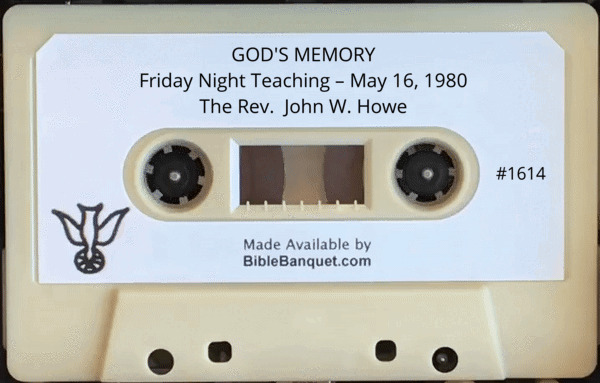 GOD'S MEMORY
Friday Night Teaching – May 16, 1980
The Rev. John W. Howe
#1614
Made Available by
BibleBanquet.com